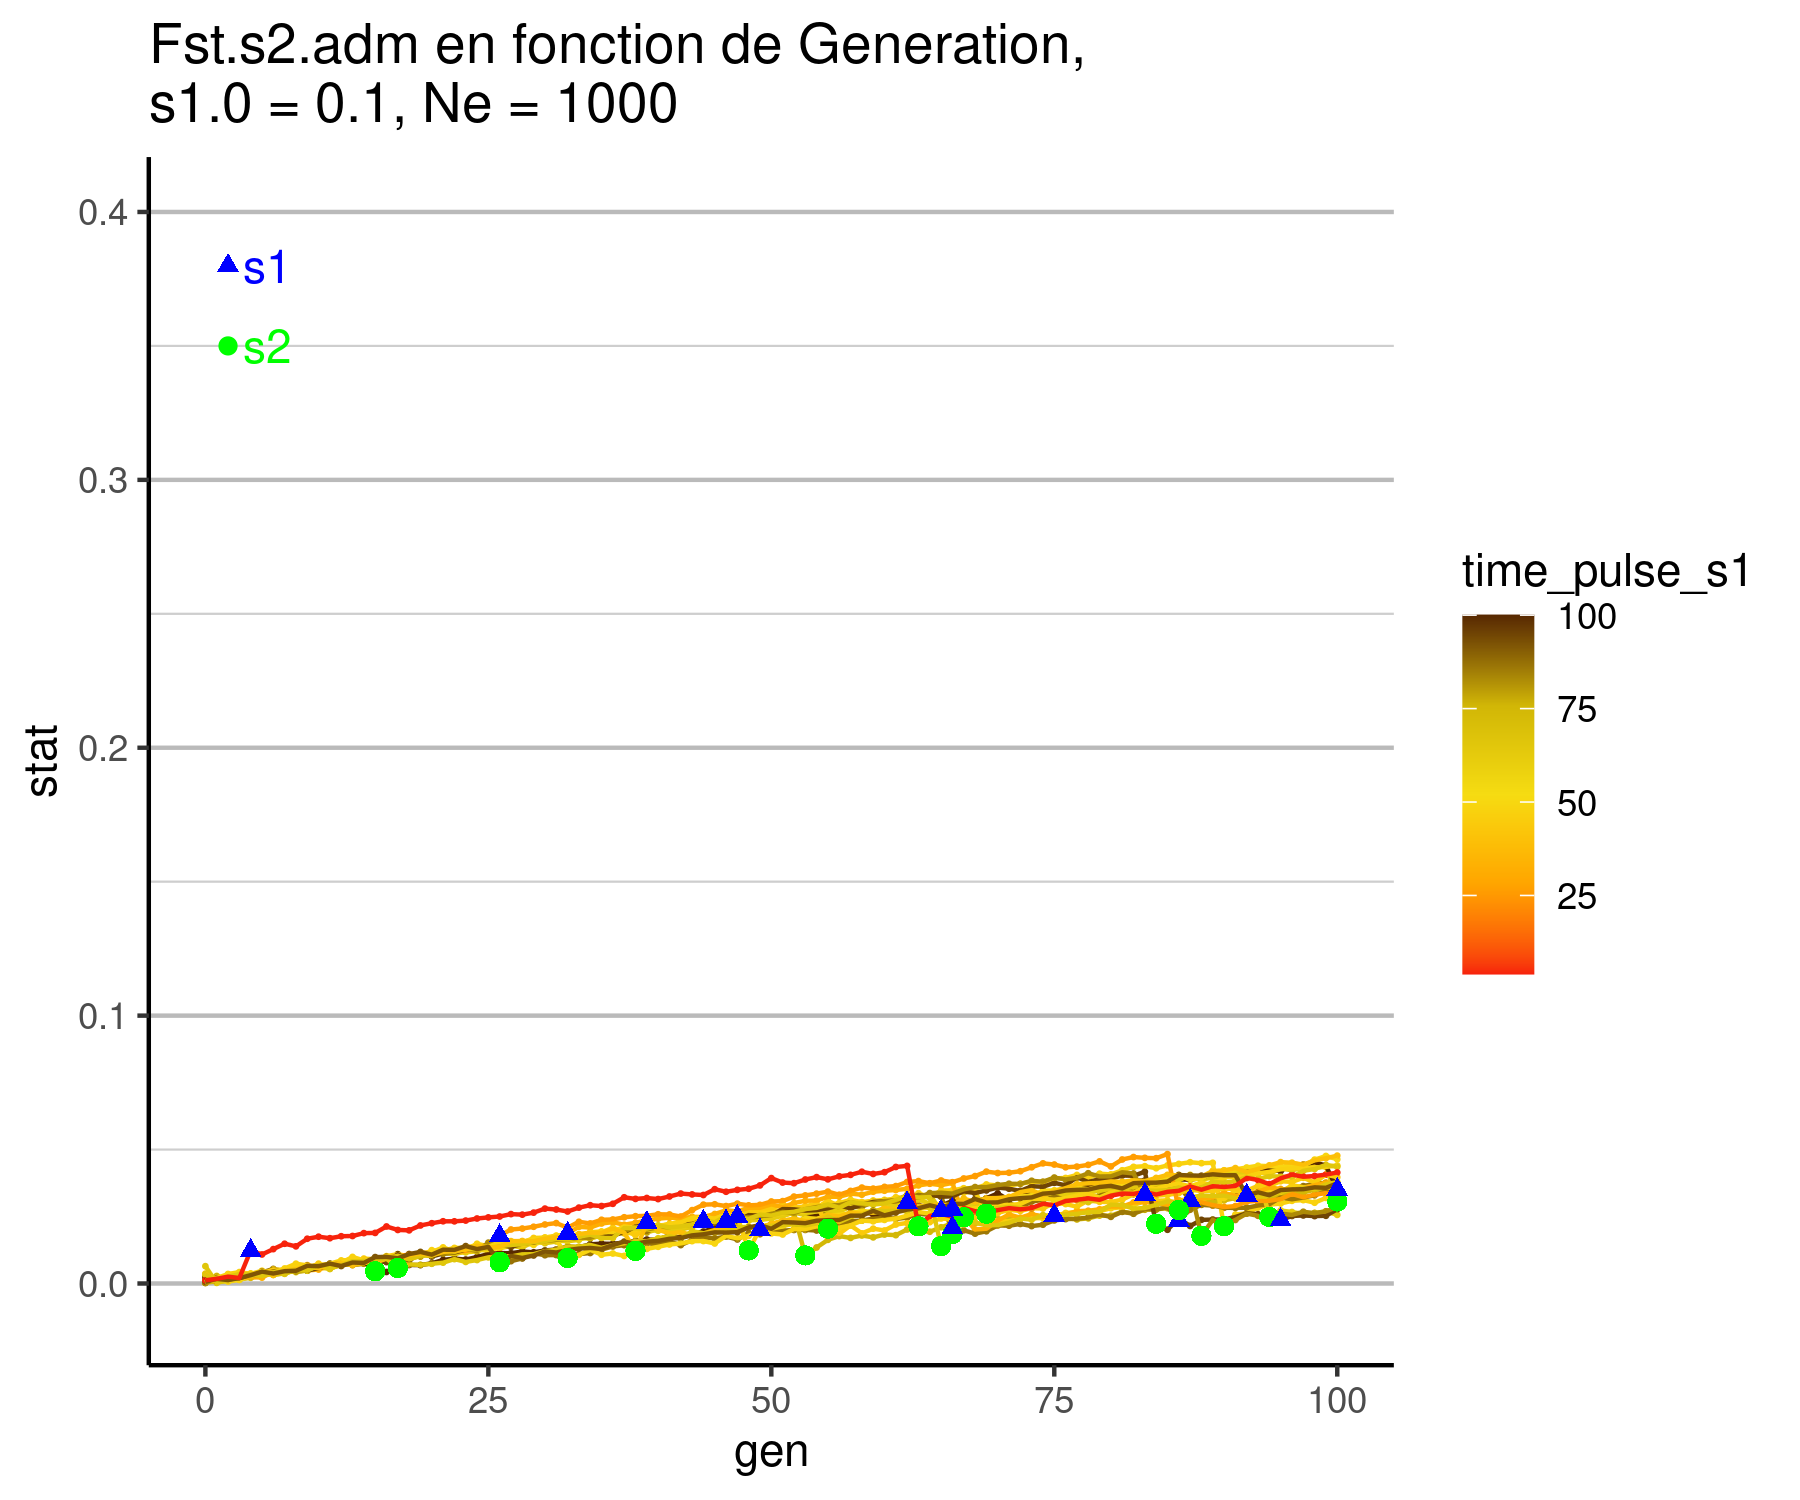 Fst.s2.adm en fonction de Generation,
s1.0 = 0.1, Ne = 1000
0.4
s1
s2
0.3
0.2
0.1
0.0
stat
0
25
50
75
100
gen
time_pulse_s1
100
75
50
25